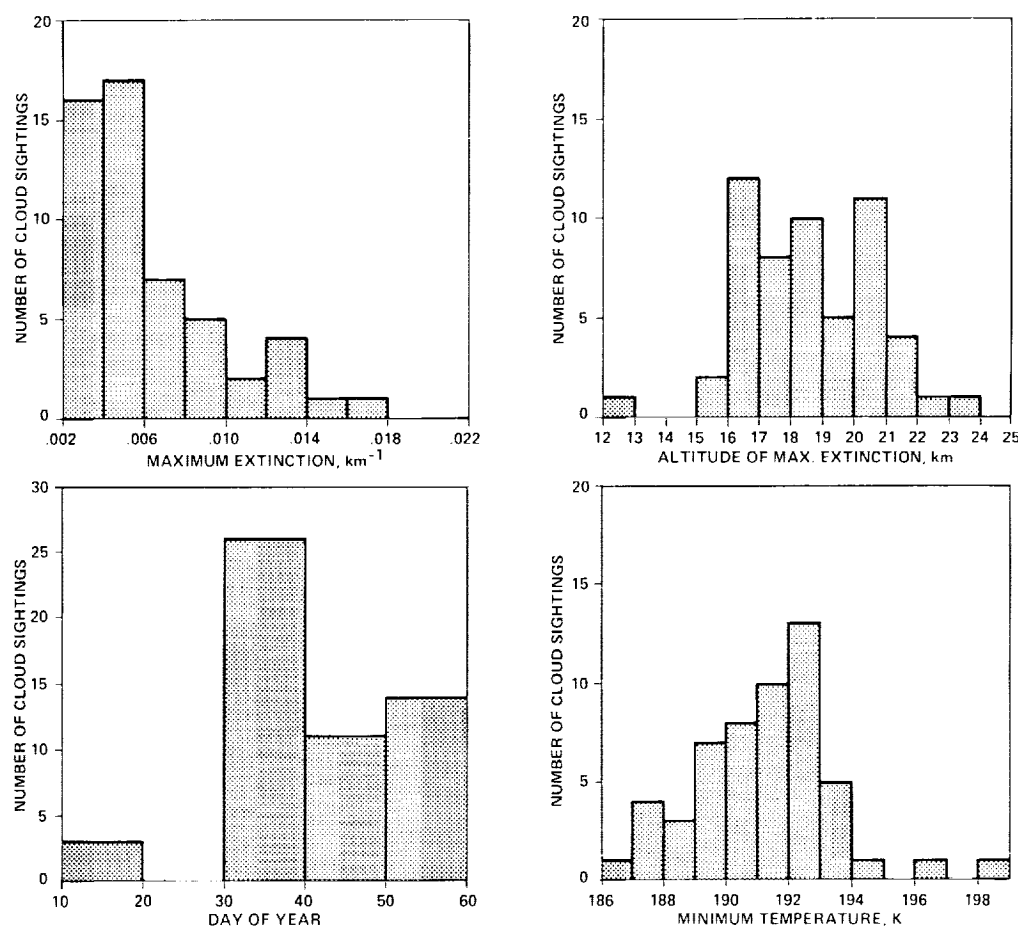 20
15
10
5
0
NUMBER OF CLOUD SIGHTINGS
.002 .006 .010 .014 .018 .022
MAXIMUM EXTINCTION, km⁻¹
20
15
10
5
0
NUMBER OF CLOUD SIGHTINGS
12 13 14 15 16 17 18 19 20 21 22 23 24 25
ALTITUDE OF MAX. EXTINCTION, km
30
25
20
15
10
5
0
NUMBER OF CLOUD SIGHTINGS
10 20 30 40 50 60
DAY OF YEAR
20
15
10
5
0
NUMBER OF CLOUD SIGHTINGS
186 188 190 192 194 196 198
MINIMUM TEMPERATURE, K